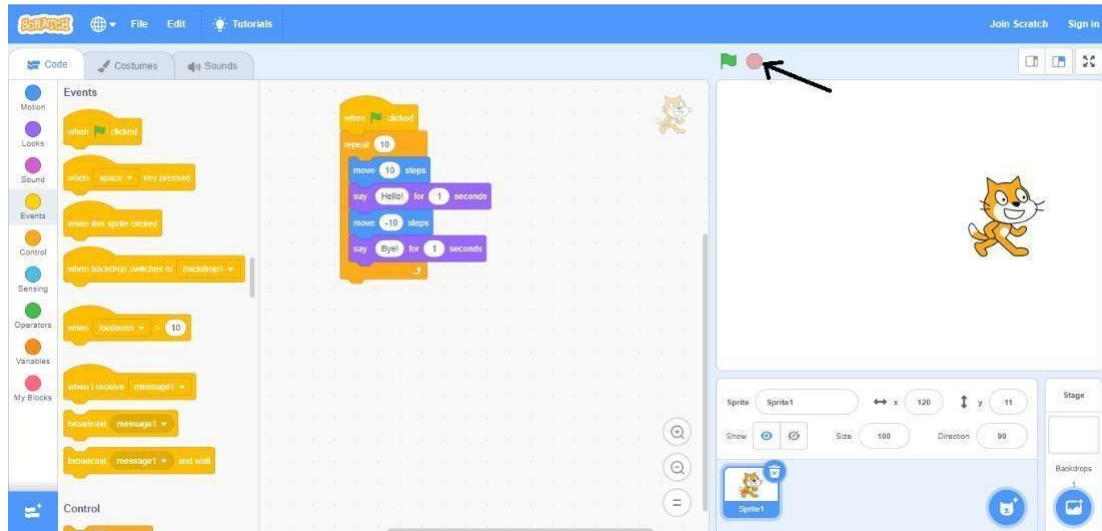 SCRATCH File Edit Tutorials Join Scratch Sign in
Code Costumes Sounds
Motion
Looks
Sound
Events
Control
Sensing
Operators
Variables
My Blocks
Events
when clicked
when space key pressed
when this sprite clicked
when backdrop switches to backdrop1
when loudness > 10
when I receive message1
broadcast message1
broadcast message1 and wait
Control
when clicked
repeat 10
move 10 steps
say Hello! for 1 seconds
move -10 steps
say Bye! for 1 seconds
Sprite Sprite1 x 120 y 11
Show Size 100 Direction 90
Sprite1
Stage
Backdrops
1